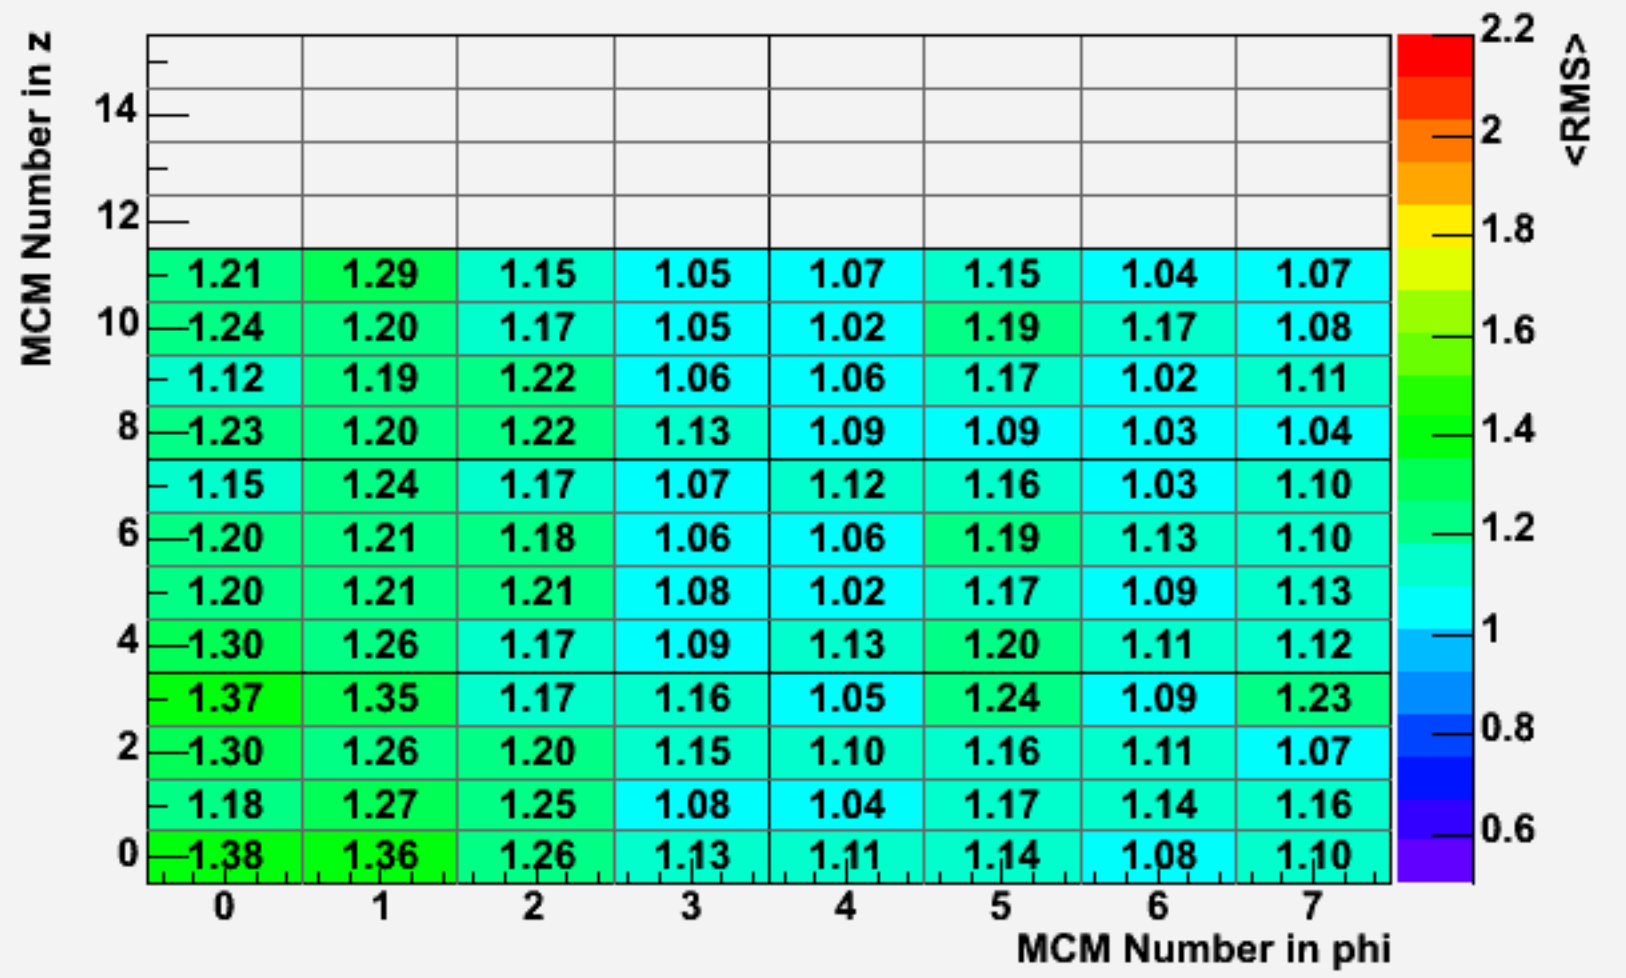 MCM Number in z
14
12
10
8
6
4
2
0
1.21 1.29 1.15 1.05 1.07 1.15 1.04 1.07
1.24 1.20 1.17 1.05 1.02 1.19 1.17 1.08
1.12 1.19 1.22 1.06 1.06 1.17 1.02 1.11
1.23 1.20 1.22 1.13 1.09 1.09 1.03 1.04
1.15 1.24 1.17 1.07 1.12 1.16 1.03 1.10
1.20 1.21 1.18 1.06 1.06 1.19 1.13 1.10
1.20 1.21 1.21 1.08 1.02 1.17 1.09 1.13
1.30 1.26 1.17 1.09 1.13 1.20 1.11 1.12
1.37 1.35 1.17 1.16 1.05 1.24 1.09 1.23
1.30 1.26 1.20 1.15 1.10 1.16 1.11 1.07
1.18 1.27 1.25 1.08 1.04 1.17 1.14 1.16
1.38 1.36 1.26 1.13 1.11 1.14 1.08 1.10
0 1 2 3 4 5 6 7
MCM Number in phi
2.2
2
1.8
1.6
1.4
1.2
1
0.8
0.6
<RMS>